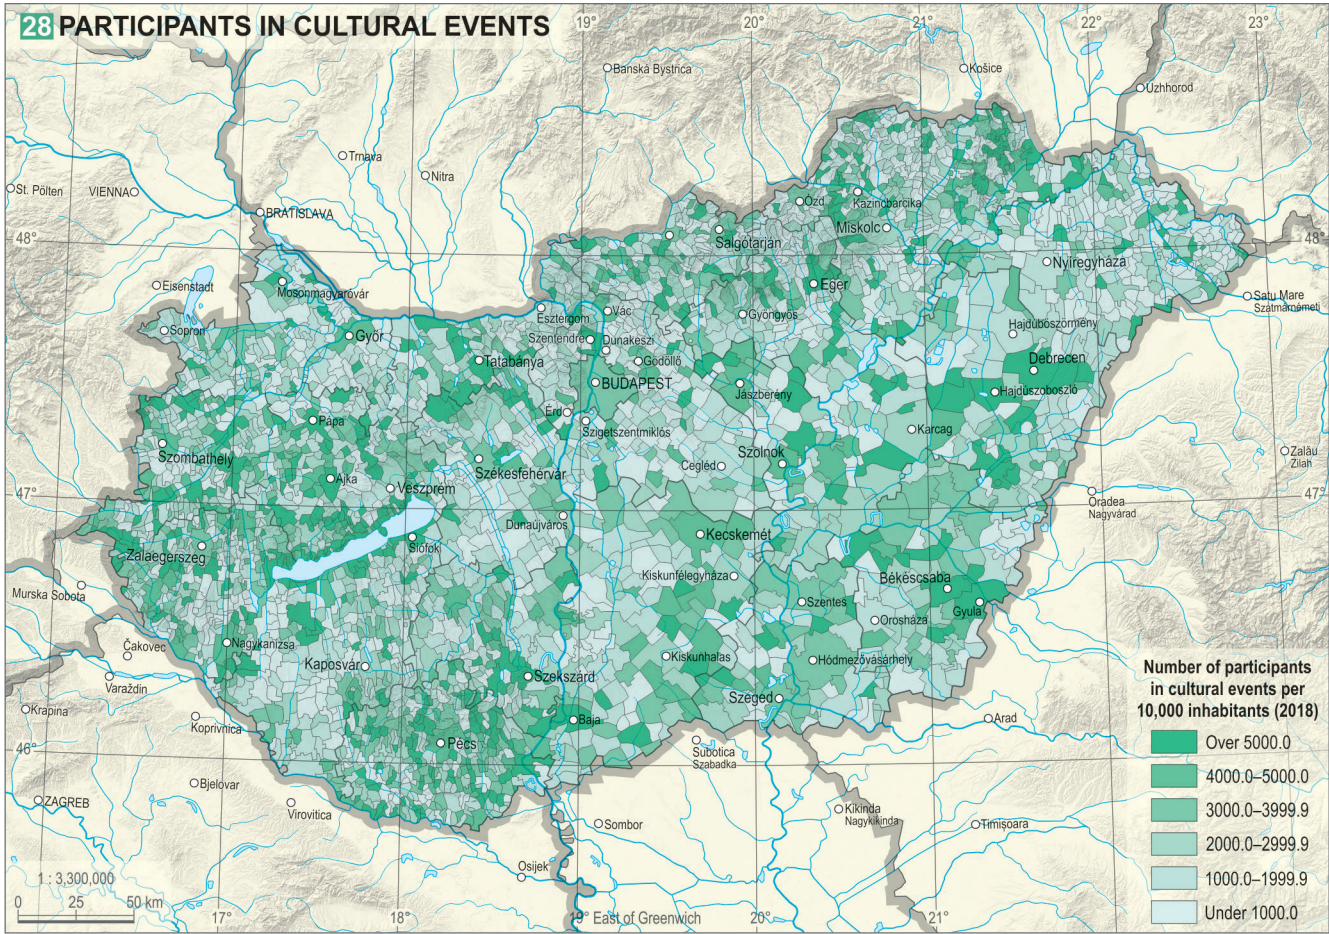 28 PARTICIPANTS IN CULTURAL EVENTS
19°
20°
21°
22°
23°
Banská Bystrica
Košice
Uzhhorod
Trnava
Nitra
St. Pölten
VIENNA
BRATISLAVA
Ózd
Kazincbarcika
Miskolc
Salgótarján
48°
48°
Nyíregyháza
Eisenstadt
Mosonmagyaróvár
Eger
Satu Mare
Szatmárnémeti
Sopron
Győr
Esztergom
Vác
Gyöngyös
Hajdúböszörmény
Szentendre
Dunakeszi
Tatabánya
Gödöllő
Debrecen
BUDAPEST
Jászberény
Hajdúszoboszló
Pápa
Érd
Szigetszentmiklós
Karcag
Szombathely
Székesfehérvár
Cegléd
Szolnok
Zalău
Zilah
Ajka
Veszprém
47°
47°
Oradea
Nagyvárad
Dunaújváros
Kecskemét
Zalaegerszeg
Siófok
Kiskunfélegyháza
Békéscsaba
Murska Sobota
Szentes
Gyula
Orosháza
Čakovec
Nagykanizsa
Kaposvár
Kiskunhalas
Hódmezővásárhely
Varaždin
Szekszárd
Szeged
Krapina
Koprivnica
Baja
Arad
Pécs
46°
Subotica
Szabadka
Bjelovar
ZAGREB
Virovitica
Sombor
Kikinda
Nagykikinda
Timișoara
Osijek
Number of participants
in cultural events per
10,000 inhabitants (2018)
Over 5000.0
4000.0–5000.0
3000.0–3999.9
2000.0–2999.9
1000.0–1999.9
Under 1000.0
1 : 3,300,000
0 25 50 km
17°
18°
19° East of Greenwich
20°
21°